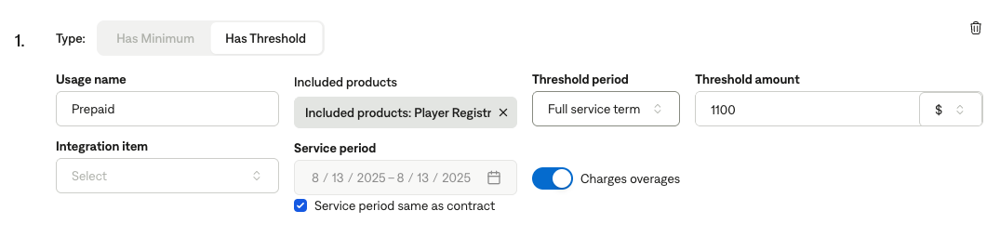 1.
Type: Has Minimum Has Threshold
Usage name
Prepaid
Included products
Included products: Player Registr
Threshold period
Full service term
Threshold amount
1100 $
Integration item
Select
Service period
8 / 13 / 2025 – 8 / 13 / 2025
Service period same as contract
Charges overages